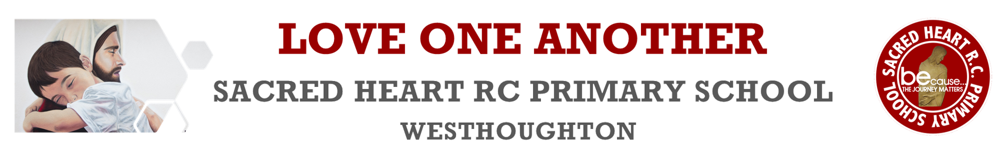 LOVE ONE ANOTHER
SACRED HEART RC PRIMARY SCHOOL
WESTHOUGHTON
SACRED HEART R.C. PRIMARY SCHOOL
because...
THE JOURNEY MATTERS